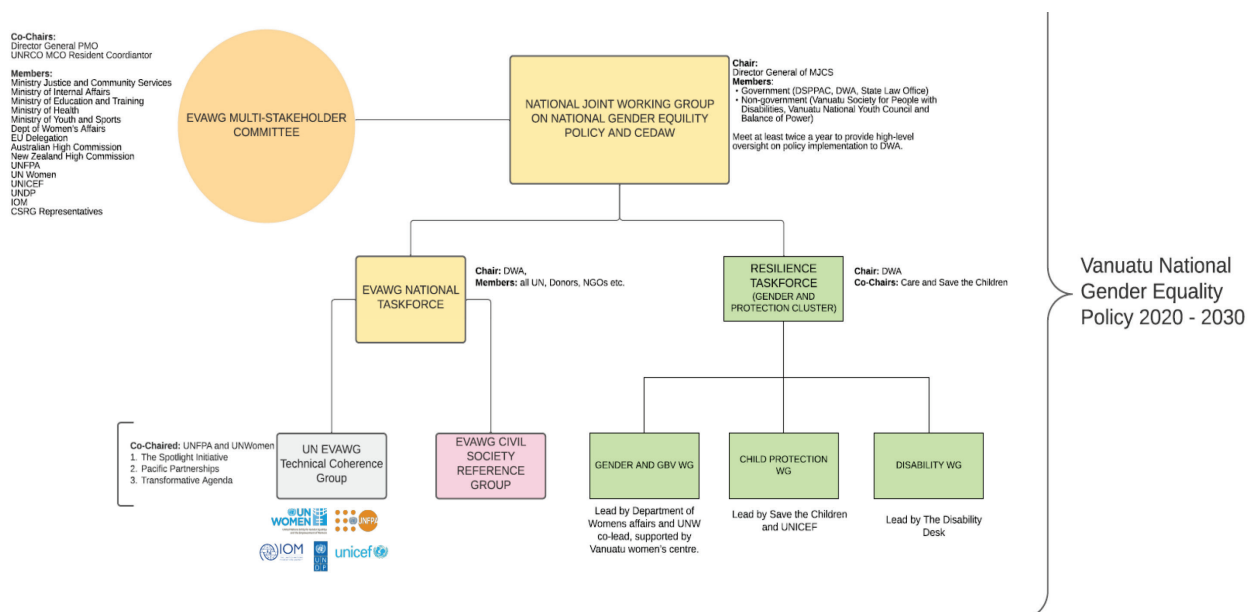 Co-Chairs:
Director General PMO
UNRCO MCO Resident Coordiantor
Members:
Ministry Justice and Community Services
Ministry of Internal Affairs
Ministry of Education and Training
Ministry of Health
Ministry of Youth and Sports
Dept of Women's Affairs
EU Delegation
Australian High Commission
New Zealand High Commission
UNFPA
UN Women
UNICEF
UNDP
IOM
CSRG Representatives
EVAWG MULTI-STAKEHOLDER
COMMITTEE
NATIONAL JOINT WORKING GROUP
ON NATIONAL GENDER EQUILITY
POLICY AND CEDAW
Chair:
Director General of MJCS
Members:
• Government (DSPPAC, DWA, State Law Office)
• Non-government (Vanuatu Society for People with
Disabilities, Vanuatu National Youth Council and
Balance of Power)
Meet at least twice a year to provide high-level
oversight on policy implementation to DWA.
EVAWG NATIONAL
TASKFORCE
Chair: DWA,
Members: all UN, Donors, NGOs etc.
RESILIENCE
TASKFORCE
(GENDER AND
PROTECTION CLUSTER)
Chair: DWA
Co-Chairs: Care and Save the Children
Vanuatu National
Gender Equality
Policy 2020 - 2030
Co-Chaired: UNFPA and UNWomen
1. The Spotlight Initiative
2. Pacific Partnerships
3. Transformative Agenda
UN EVAWG
Technical Coherence
Group
EVAWG CIVIL
SOCIETY
REFERENCE
GROUP
GENDER AND GBV WG
CHILD PROTECTION
WG
DISABILITY WG
Lead by Department of
Womens affairs and UNW
co-lead, supported by
Vanuatu women's centre.
Lead by Save the Children
and UNICEF
Lead by The Disability
Desk
UN
WOMEN
UNFPA
IOM
UN
DP
unicef